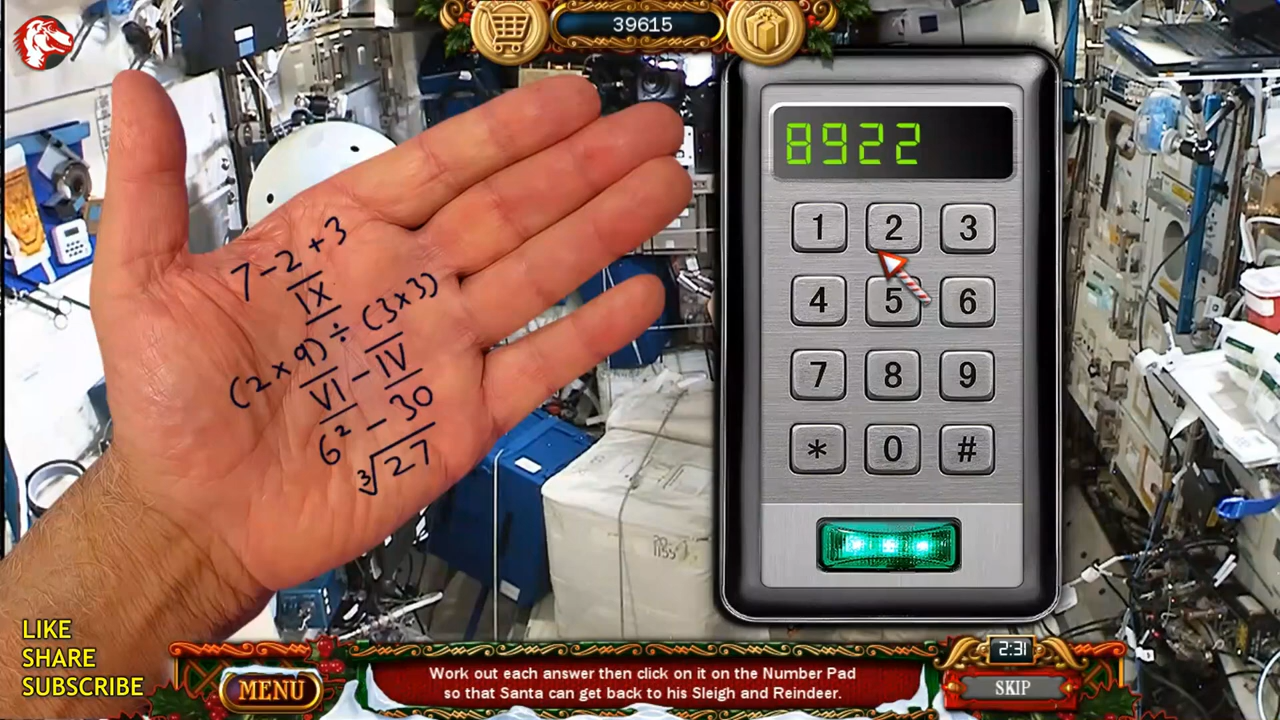 39615
7-2+3
IX
(2×9)÷(3×3)
VI-IV
6²-30
³√27
8922
1 2 3
4 5 6
7 8 9
* 0 #
LIKE
SHARE
SUBSCRIBE
MENU
Work out each answer then click on it on the Number Pad
so that Santa can get back to his Sleigh and Reindeer.
2:31
SKIP